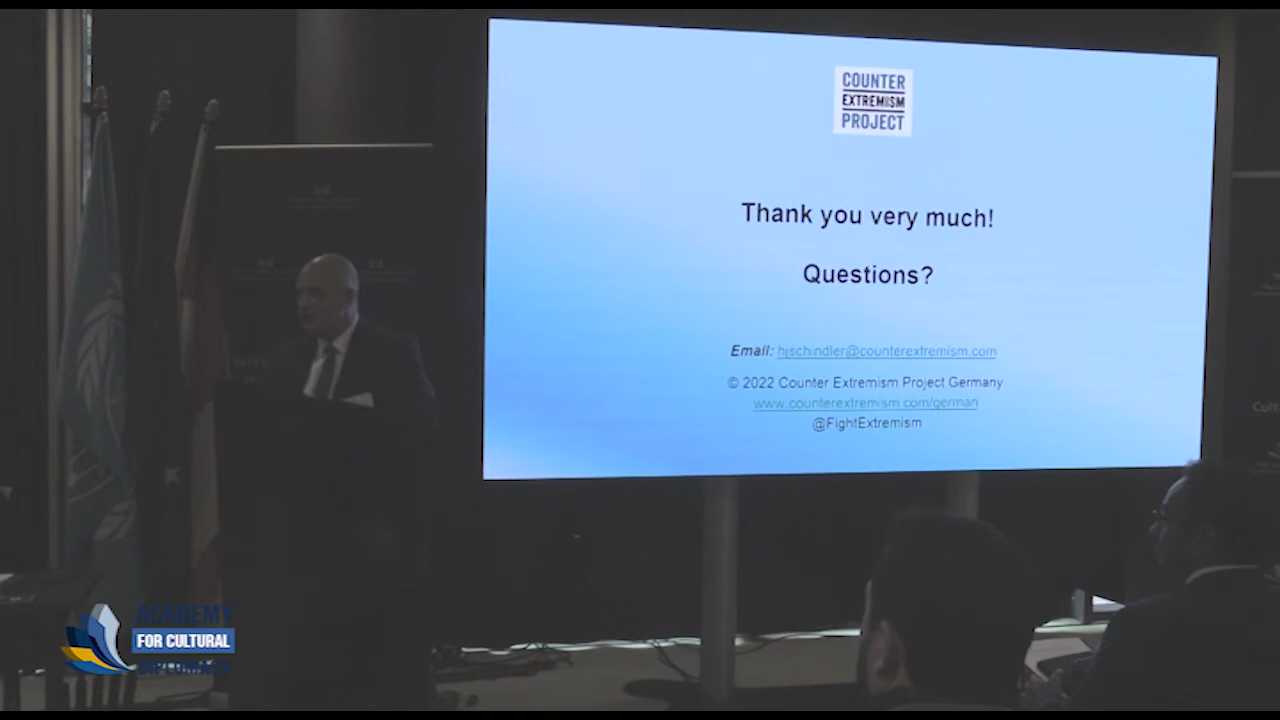 COUNTER
EXTREMISM
PROJECT
Thank you very much!
Questions?
Email: hjschindler@counterextremism.com
© 2022 Counter Extremism Project Germany
www.counterextremism.com/german
@FightExtremism
ACADEMY
FOR CULTURAL
DIPLOMACY